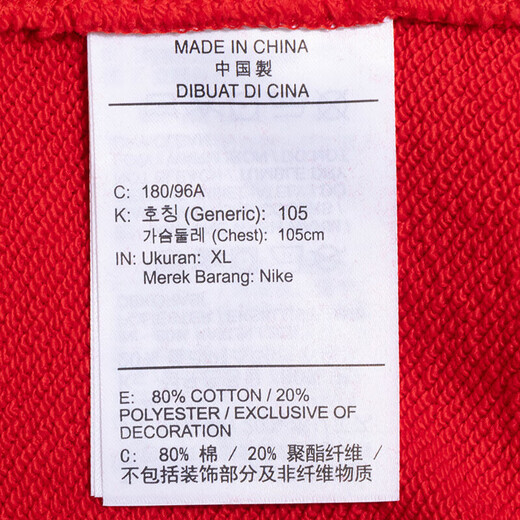 MADE IN CHINA
中国製
DIBUAT DI CINA
C: 180/96A
K: 호칭 (Generic): 105
가슴둘레 (Chest): 105cm
IN: Ukuran: XL
Merek Barang: Nike
E: 80% COTTON / 20%
POLYESTER / EXCLUSIVE OF
DECORATION
C: 80% 棉 / 20% 聚酯纤维 /
不包括装饰部分及非纤维物质